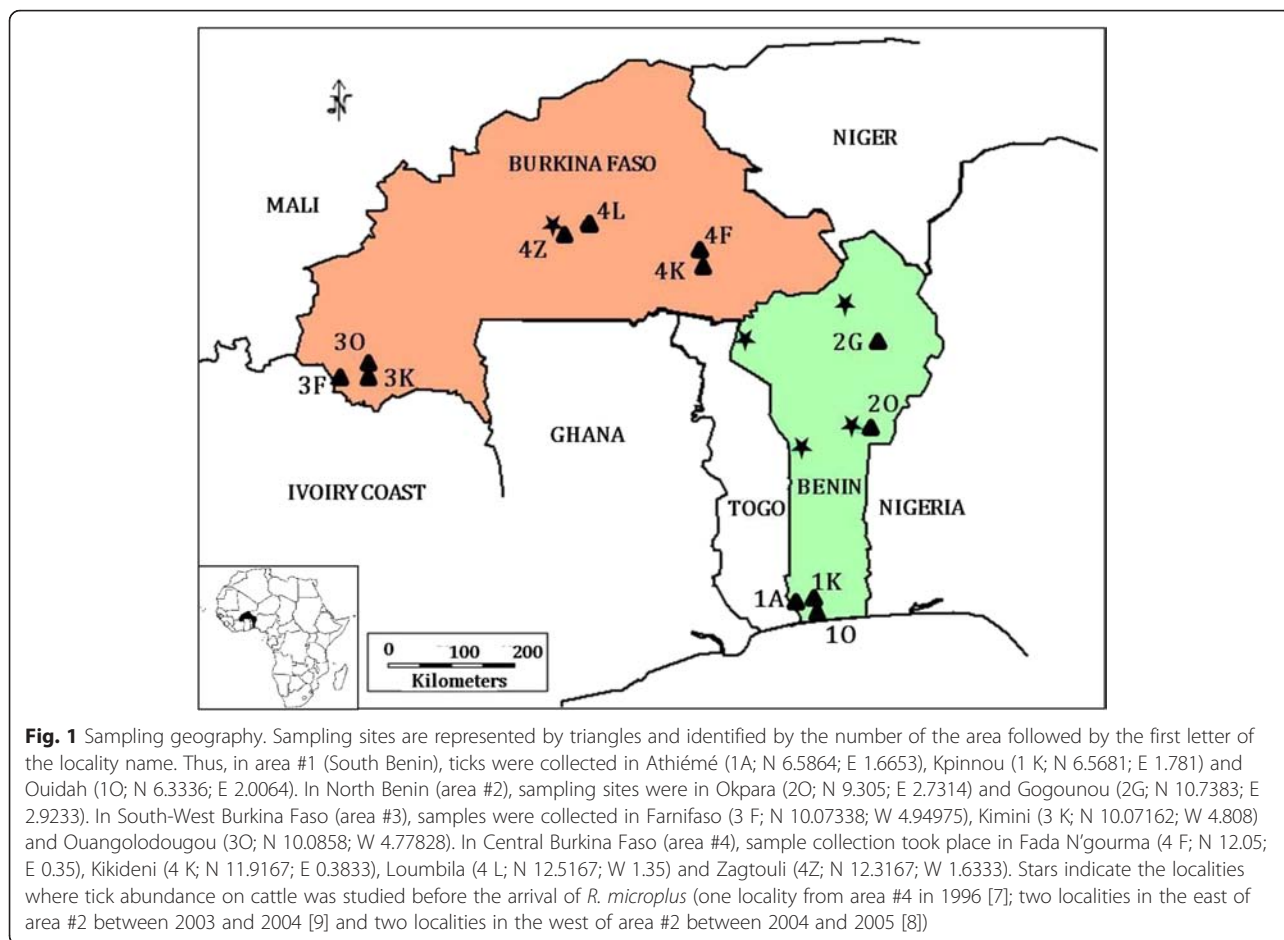 N
NIGER
BURKINA FASO
MALI
4L
4Z
4F
4K
2G
3O
3F
3K
2O
GHANA
BENIN
IVOIRY COAST
TOGO
NIGERIA
1A
1K
1O
0 100 200
Kilometers
Fig. 1 Sampling geography. Sampling sites are represented by triangles and identified by the number of the area followed by the first letter of
the locality name. Thus, in area #1 (South Benin), ticks were collected in Athiémé (1A; N 6.5864; E 1.6653), Kpinnou (1 K; N 6.5681; E 1.781) and
Ouidah (1O; N 6.3336; E 2.0064). In North Benin (area #2), sampling sites were in Okpara (2O; N 9.305; E 2.7314) and Gogounou (2G; N 10.7383; E
2.9233). In South-West Burkina Faso (area #3), samples were collected in Farnifaso (3 F; N 10.07338; W 4.94975), Kimini (3 K; N 10.07162; W 4.808)
and Ouangolodougou (3O; N 10.0858; W 4.77828). In Central Burkina Faso (area #4), sample collection took place in Fada N'gourma (4 F; N 12.05;
E 0.35), Kikideni (4 K; N 11.9167; E 0.3833), Loumbila (4 L; N 12.5167; W 1.35) and Zagtouli (4Z; N 12.3167; W 1.6333). Stars indicate the localities
where tick abundance on cattle was studied before the arrival of R. microplus (one locality from area #4 in 1996 [7]; two localities in the east of
area #2 between 2003 and 2004 [9] and two localities in the west of area #2 between 2004 and 2005 [8])